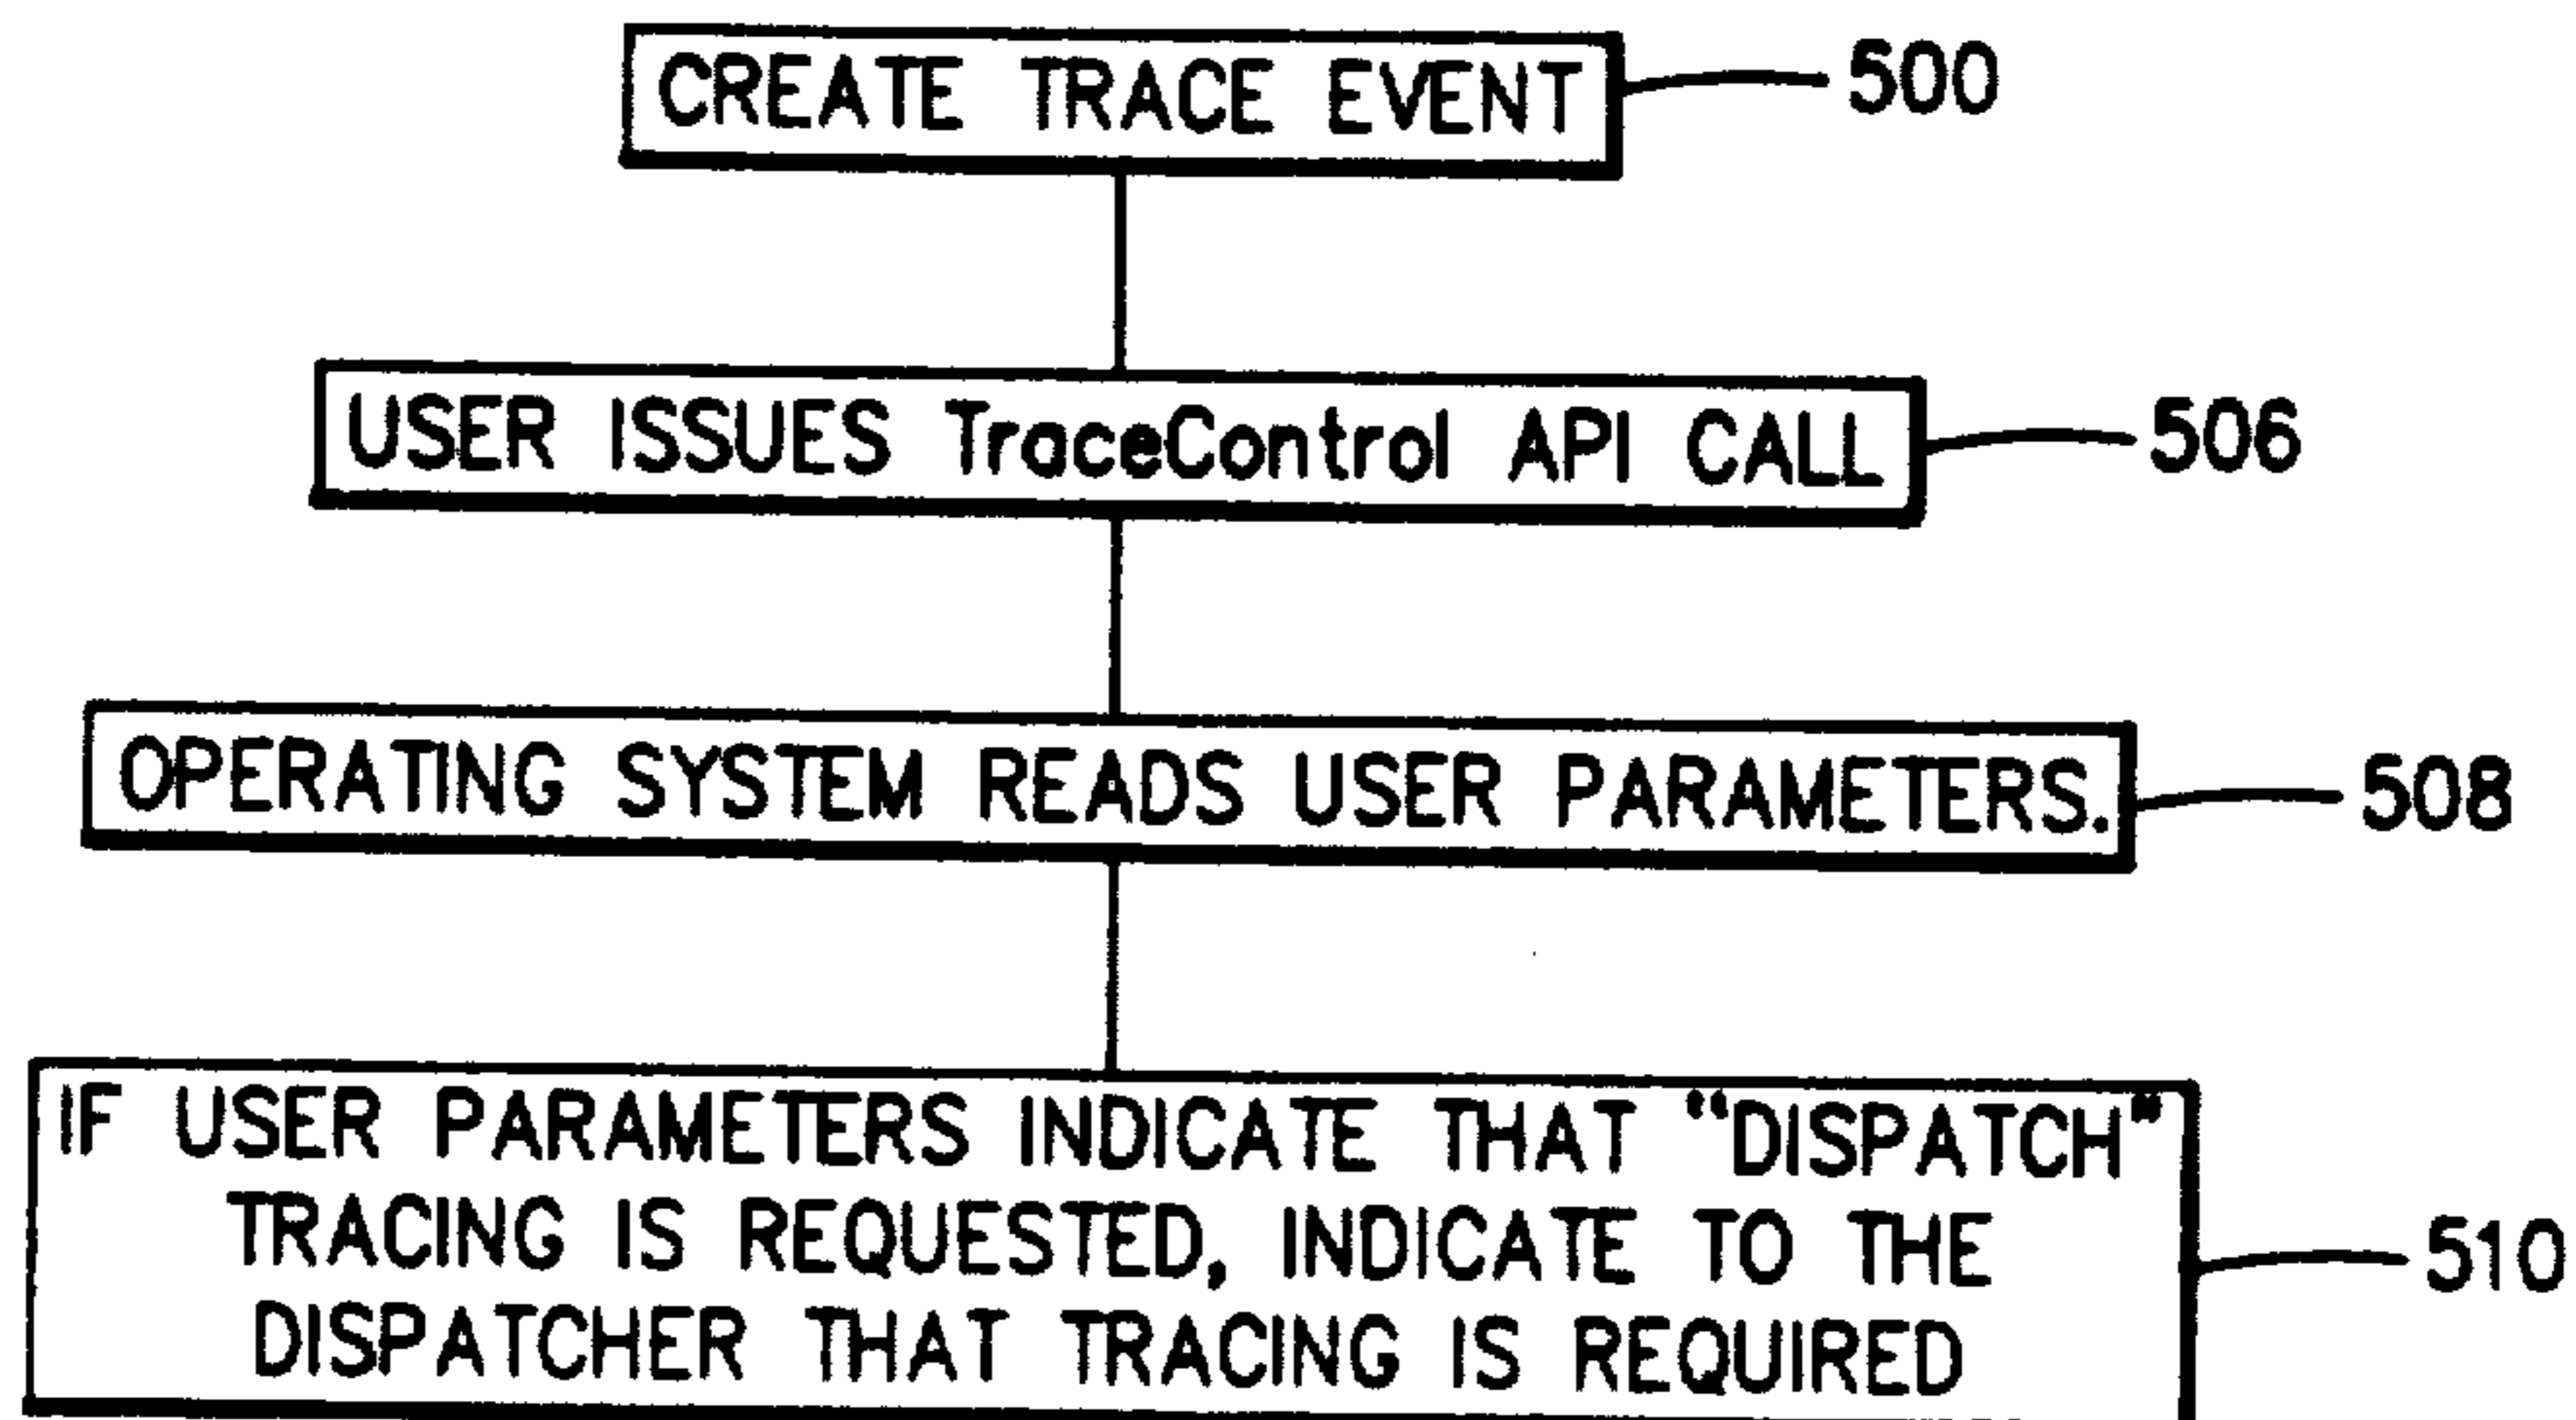 CREATE TRACE EVENT 500
USER ISSUES TraceControl API CALL 506
OPERATING SYSTEM READS USER PARAMETERS. 508
IF USER PARAMETERS INDICATE THAT “DISPATCH”
TRACING IS REQUESTED, INDICATE TO THE 510
DISPATCHER THAT TRACING IS REQUIRED